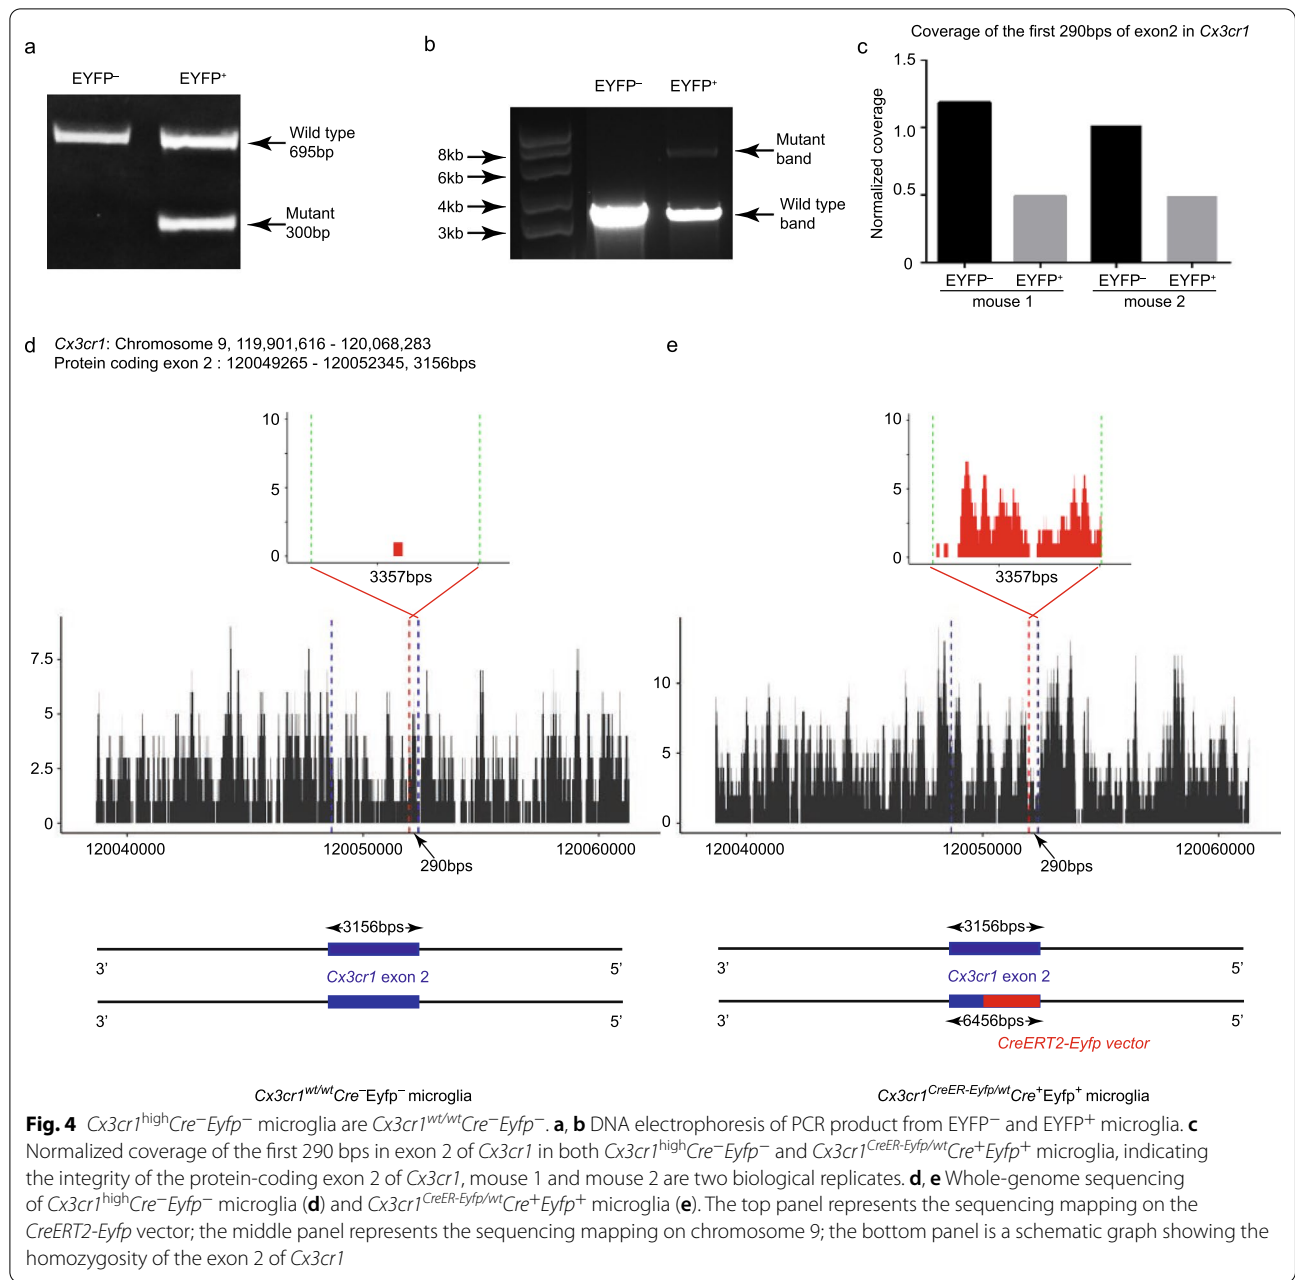 a
EYFP–
EYFP+
Wild type
695bp
Mutant
300bp
b
EYFP–
EYFP+
8kb
6kb
4kb
3kb
Mutant
band
Wild type
band
c
Coverage of the first 290bps of exon2 in Cx3cr1
Normalized coverage
1.5
1.0
0.5
0
EYFP–
EYFP+
EYFP–
EYFP+
mouse 1
mouse 2
d
Cx3cr1: Chromosome 9, 119,901,616 - 120,068,283
Protein coding exon 2 : 120049265 - 120052345, 3156bps
10
5
0
3357bps
7.5
5
2.5
0
120040000
120050000
120060000
290bps
3156bps
3’
5’
Cx3cr1 exon 2
3’
5’
Cx3cr1wt/wtCre–Eyfp– microglia
e
10
5
0
3357bps
10
5
0
120040000
120050000
120060000
290bps
3156bps
3’
5’
Cx3cr1 exon 2
3’
5’
6456bps
CreERT2-Eyfp vector
Cx3cr1CreER-Eyfp/wtCre+Eyfp+ microglia
Fig. 4 Cx3cr1highCre−Eyfp− microglia are Cx3cr1wt/wtCre−Eyfp−. a, b DNA electrophoresis of PCR product from EYFP− and EYFP+ microglia. c
Normalized coverage of the first 290 bps in exon 2 of Cx3cr1 in both Cx3cr1highCre−Eyfp− and Cx3cr1CreER-Eyfp/wtCre+Eyfp+ microglia, indicating
the integrity of the protein-coding exon 2 of Cx3cr1, mouse 1 and mouse 2 are two biological replicates. d, e Whole-genome sequencing
of Cx3cr1highCre−Eyfp− microglia (d) and Cx3cr1CreER-Eyfp/wtCre+Eyfp+ microglia (e). The top panel represents the sequencing mapping on the
CreERT2-Eyfp vector; the middle panel represents the sequencing mapping on chromosome 9; the bottom panel is a schematic graph showing the
homozygosity of the exon 2 of Cx3cr1